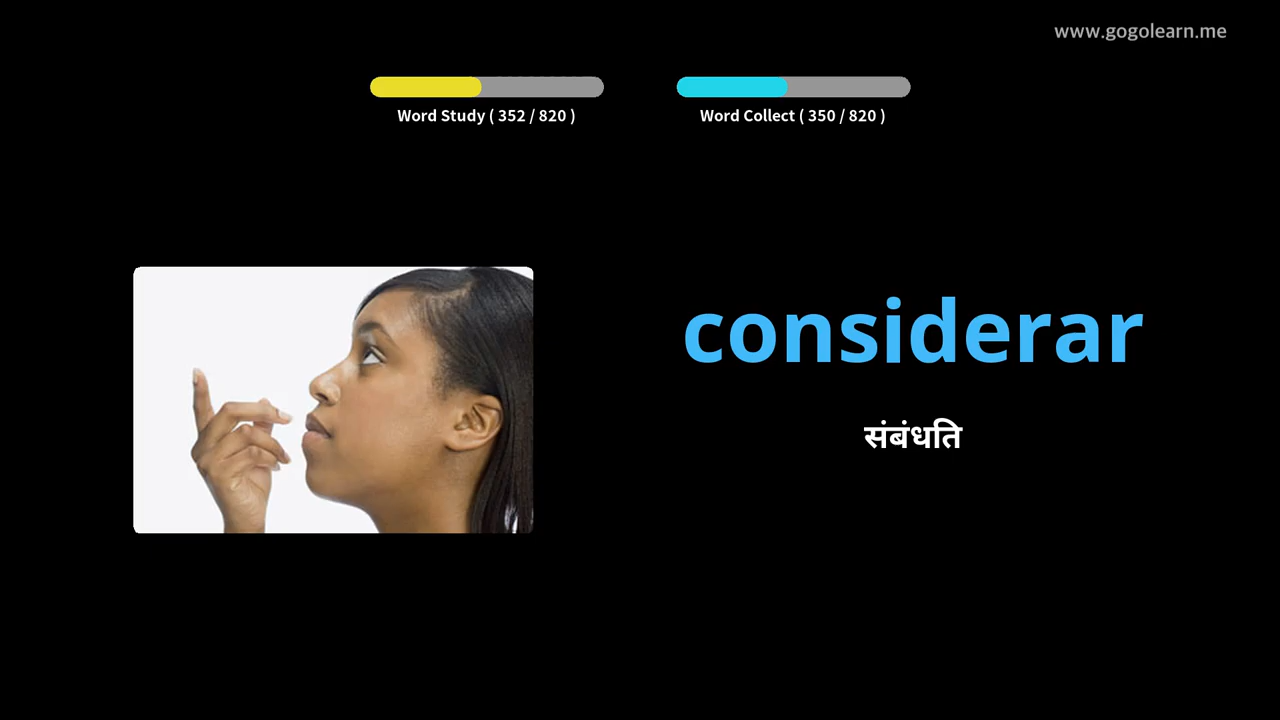 www.gogolearn.me
Word Study ( 352 / 820 )
Word Collect ( 350 / 820 )
considerar
संबंधति